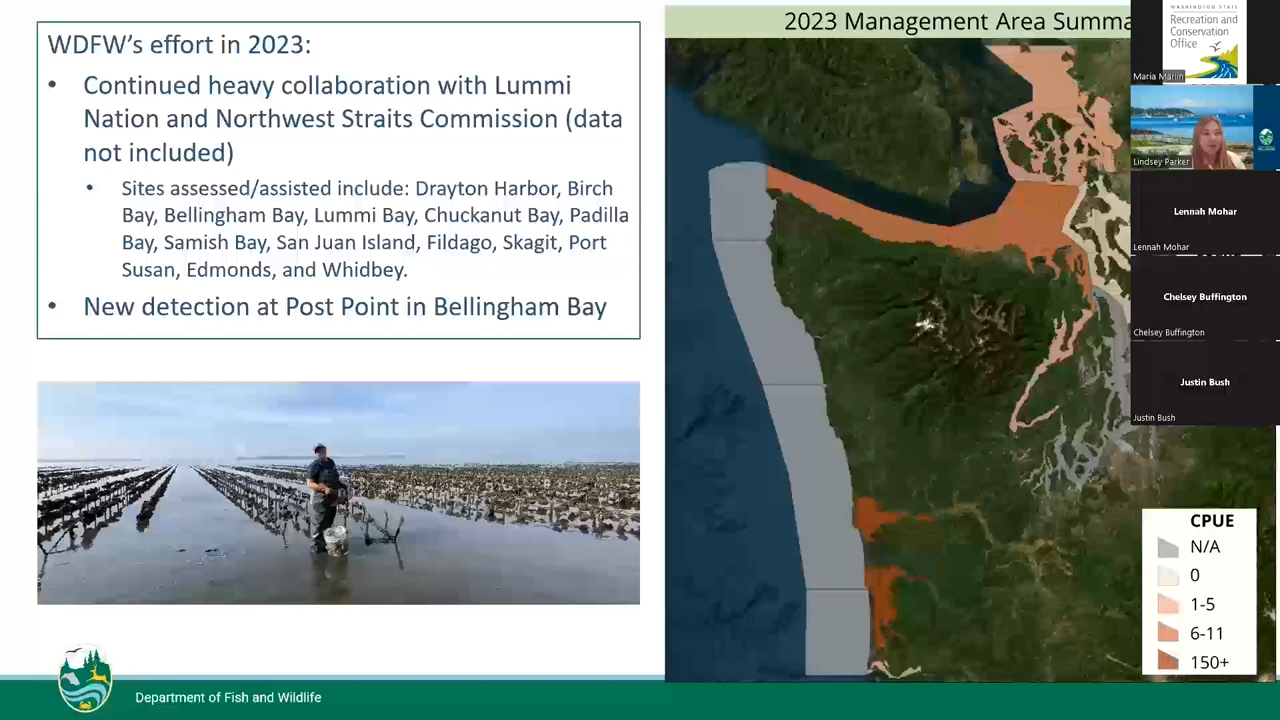 WDFW's effort in 2023:
• Continued heavy collaboration with Lummi
Nation and Northwest Straits Commission (data
not included)
• Sites assessed/assisted include: Drayton Harbor, Birch
Bay, Bellingham Bay, Lummi Bay, Chuckanut Bay, Padilla
Bay, Samish Bay, San Juan Island, Fildago, Skagit, Port
Susan, Edmonds, and Whidbey.
• New detection at Post Point in Bellingham Bay
Department of Fish and Wildlife
2023 Management Area Summa
CPUE
N/A
0
1-5
6-11
150+
WASHINGTON STATE
Recreation and
Conservation
Office
Maria Marlin
Lindsey Parker
Lennah Mohar
Lennah Mohar
Chelsey Buffington
Chelsey Buffington
Justin Bush
Justin Bush